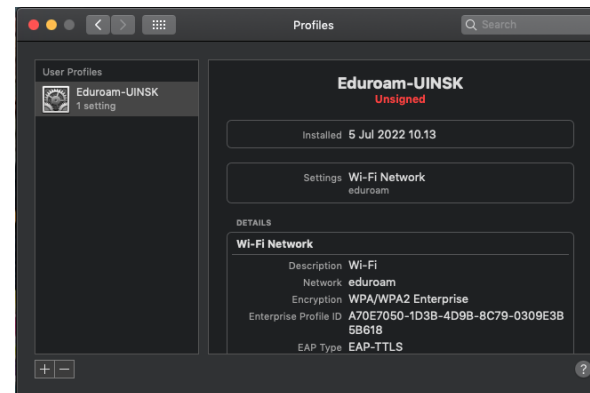 Profiles
Search
User Profiles
Eduroam-UINSK
1 setting
Eduroam-UINSK
Unsigned
Installed 5 Jul 2022 10.13
Settings Wi-Fi Network
eduroam
DETAILS
Wi-Fi Network
Description Wi-Fi
Network eduroam
Encryption WPA/WPA2 Enterprise
Enterprise Profile ID A70E7050-1D3B-4D9B-8C79-0309E3B
5B618
EAP Type EAP-TTLS
+ − ?